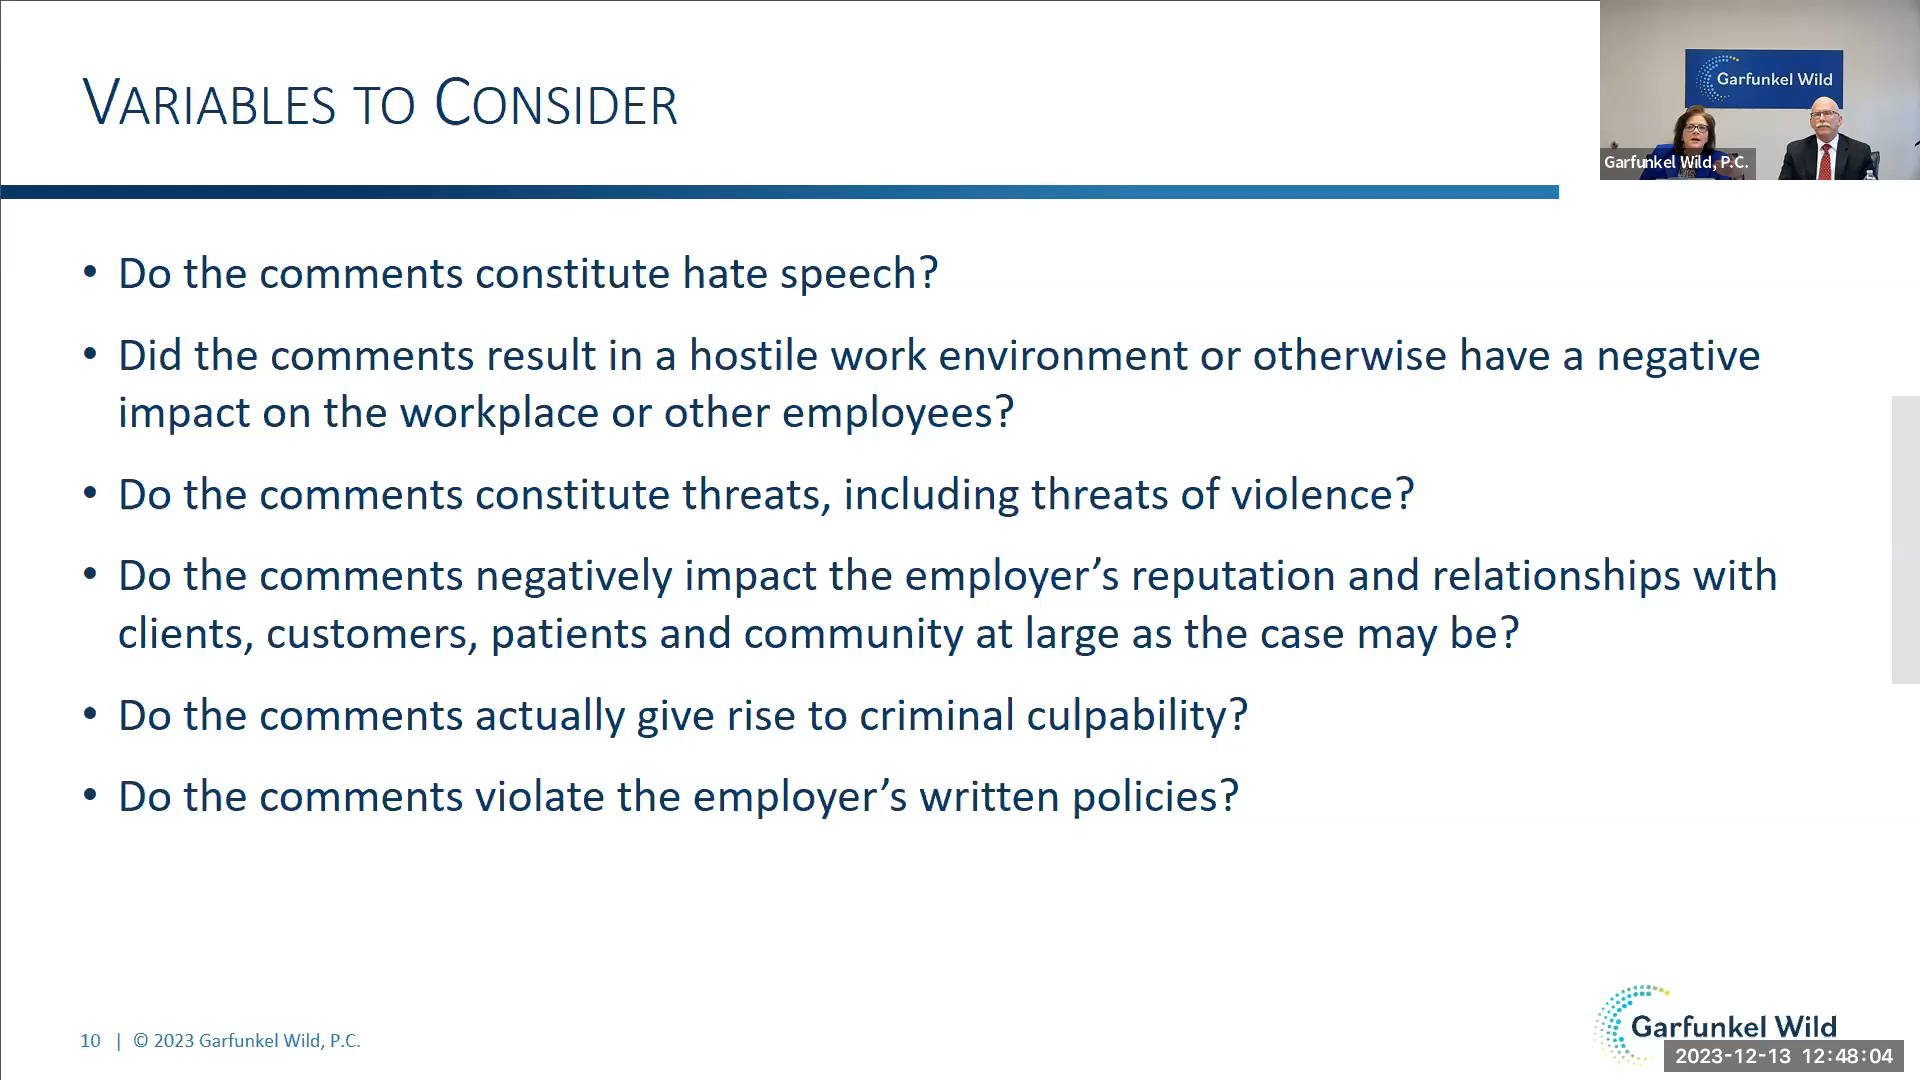 VARIABLES TO CONSIDER
Garfunkel Wild
Garfunkel Wild, P.C.
• Do the comments constitute hate speech?
• Did the comments result in a hostile work environment or otherwise have a negative
impact on the workplace or other employees?
• Do the comments constitute threats, including threats of violence?
• Do the comments negatively impact the employer’s reputation and relationships with
clients, customers, patients and community at large as the case may be?
• Do the comments actually give rise to criminal culpability?
• Do the comments violate the employer’s written policies?
10 | © 2023 Garfunkel Wild, P.C.
Garfunkel Wild
2023-12-13 12:48:04